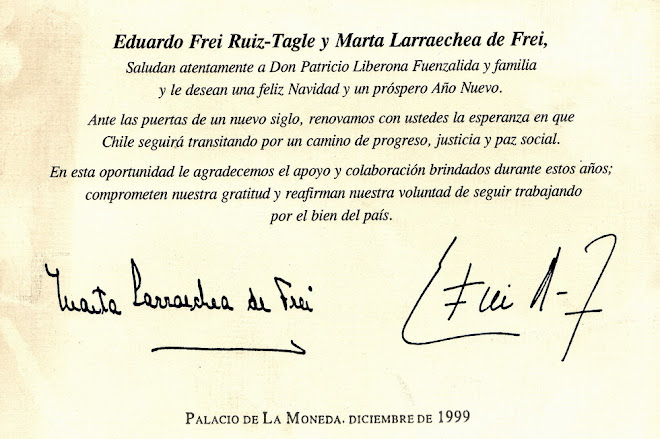 Eduardo Frei Ruiz-Tagle y Marta Larraechea de Frei,
Saludan atentamente a Don Patricio Liberona Fuenzalida y familia
y le desean una feliz Navidad y un próspero Año Nuevo.
Ante las puertas de un nuevo siglo, renovamos con ustedes la esperanza en que
Chile seguirá transitando por un camino de progreso, justicia y paz social.
En esta oportunidad le agradecemos el apoyo y colaboración brindados durante estos años;
comprometen nuestra gratitud y reafirman nuestra voluntad de seguir trabajando
por el bien del país.
Marta Larraechea de Frei
Frei R-T
PALACIO DE LA MONEDA. DICIEMBRE DE 1999